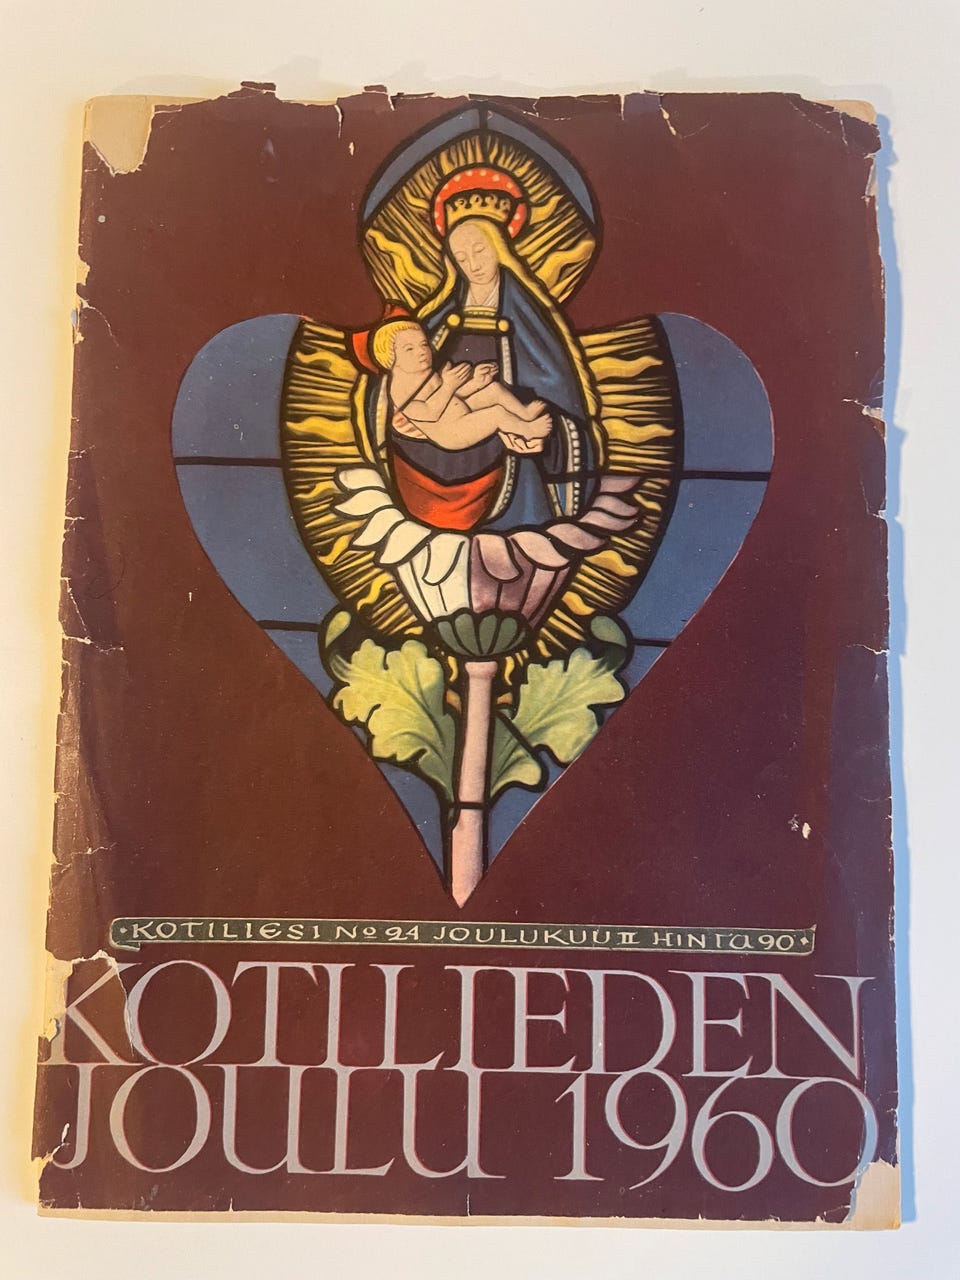 ·KOTILIESI No 24 JOULUKUU II HINTA 90·
KOTILIEDEN
JOULU 1960